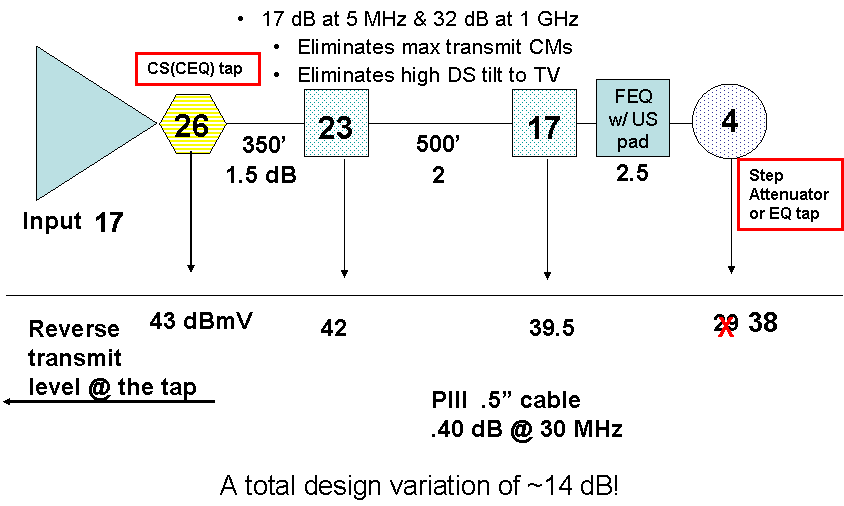 • 17 dB at 5 MHz & 32 dB at 1 GHz
• Eliminates max transmit CMs
• Eliminates high DS tilt to TV
CS(CEQ) tap
26
23
17
FEQ
w/ US
pad
4
350’
1.5 dB
500’
2
2.5
Step
Attenuator
or EQ tap
Input 17
43 dBmV
42
39.5
29 X 38
Reverse
transmit
level @ the tap
PIII .5” cable
.40 dB @ 30 MHz
A total design variation of ~14 dB!